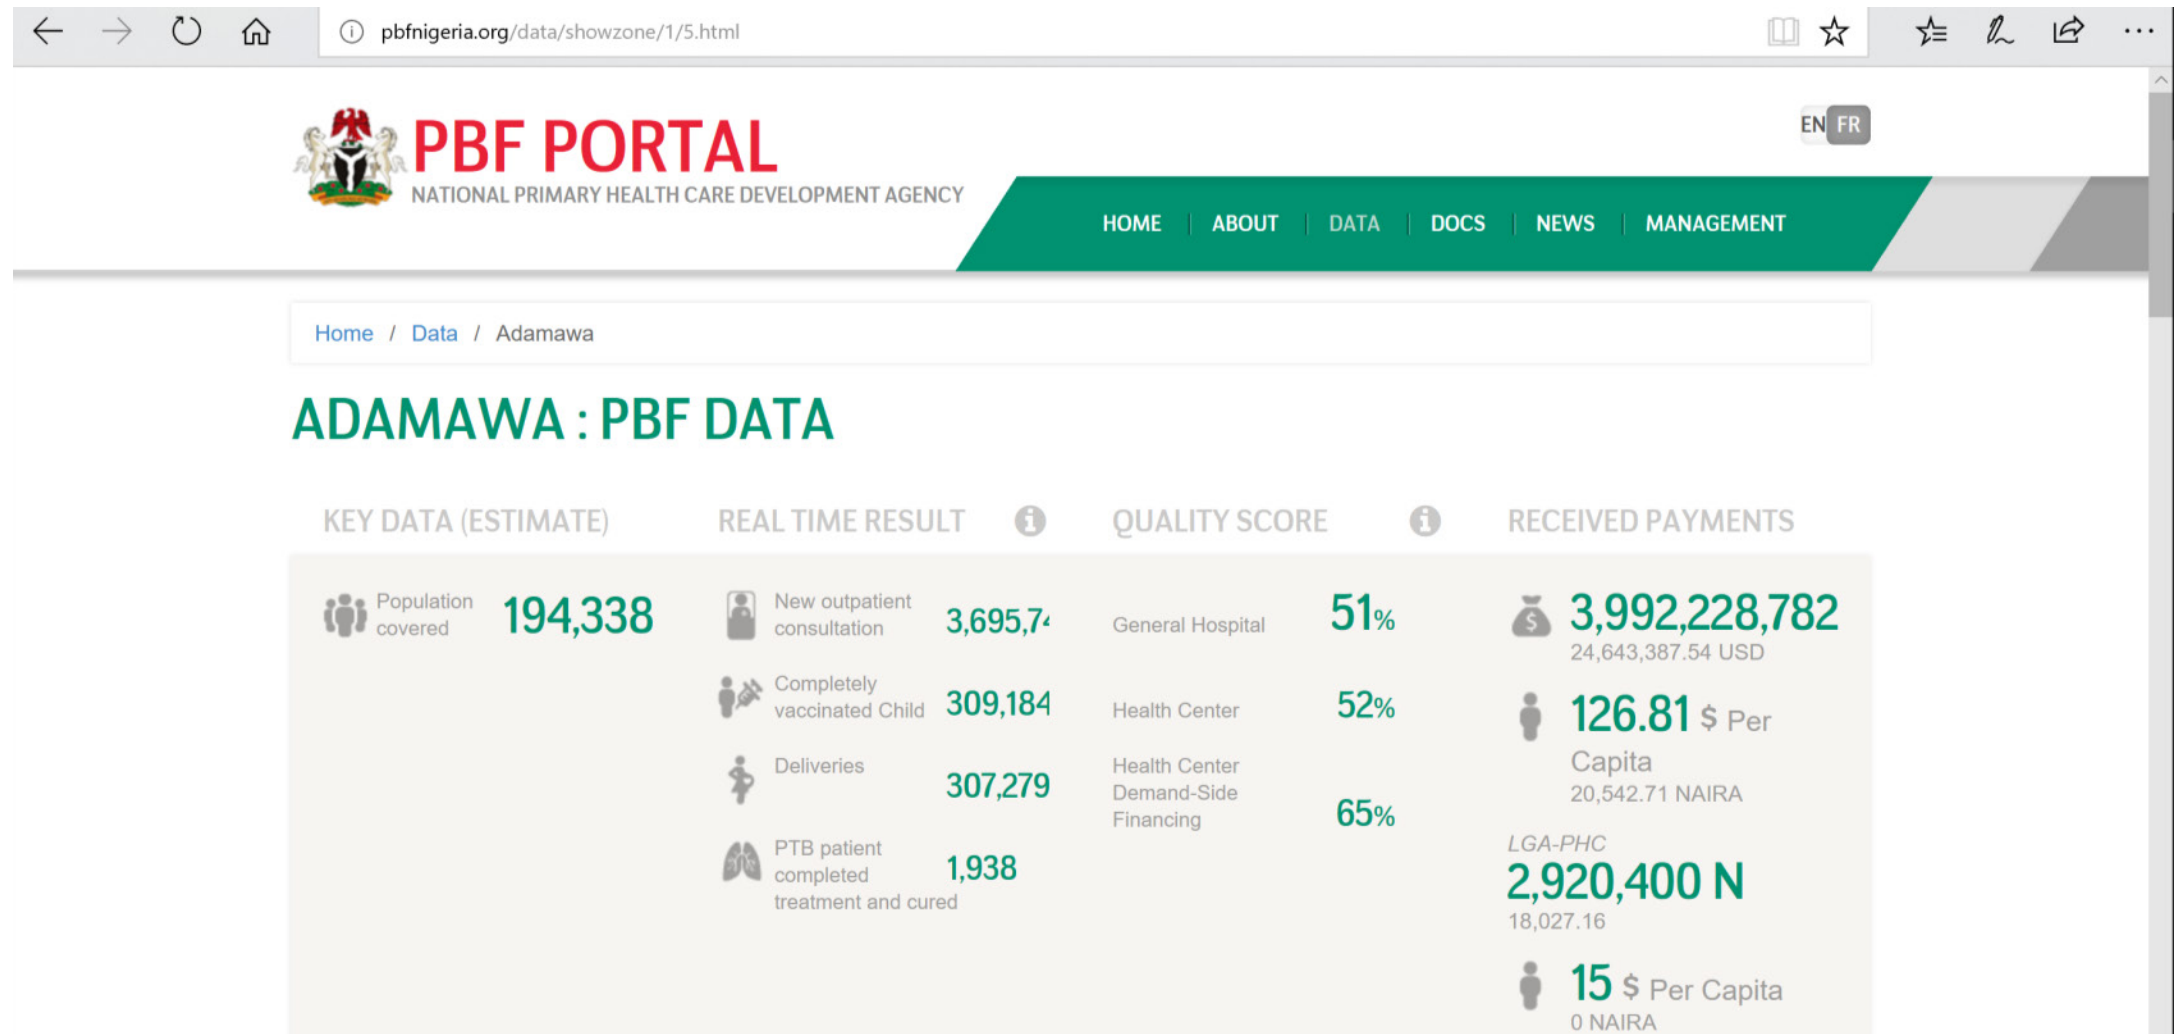 pbfnigeria.org/data/showzone/1/5.html
PBF PORTAL
NATIONAL PRIMARY HEALTH CARE DEVELOPMENT AGENCY
EN FR
HOME | ABOUT | DATA | DOCS | NEWS | MANAGEMENT
Home / Data / Adamawa
ADAMAWA : PBF DATA
KEY DATA (ESTIMATE)
Population
covered
194,338
REAL TIME RESULT
New outpatient
consultation
3,695,7
Completely
vaccinated Child
309,184
Deliveries
307,279
PTB patient
completed
treatment and cured
1,938
QUALITY SCORE
General Hospital
51%
Health Center
52%
Health Center
Demand-Side
Financing
65%
RECEIVED PAYMENTS
3,992,228,782
24,643,387.54 USD
126.81 $ Per
Capita
20,542.71 NAIRA
LGA-PHC
2,920,400 N
18,027.16
15 $ Per Capita
0 NAIRA